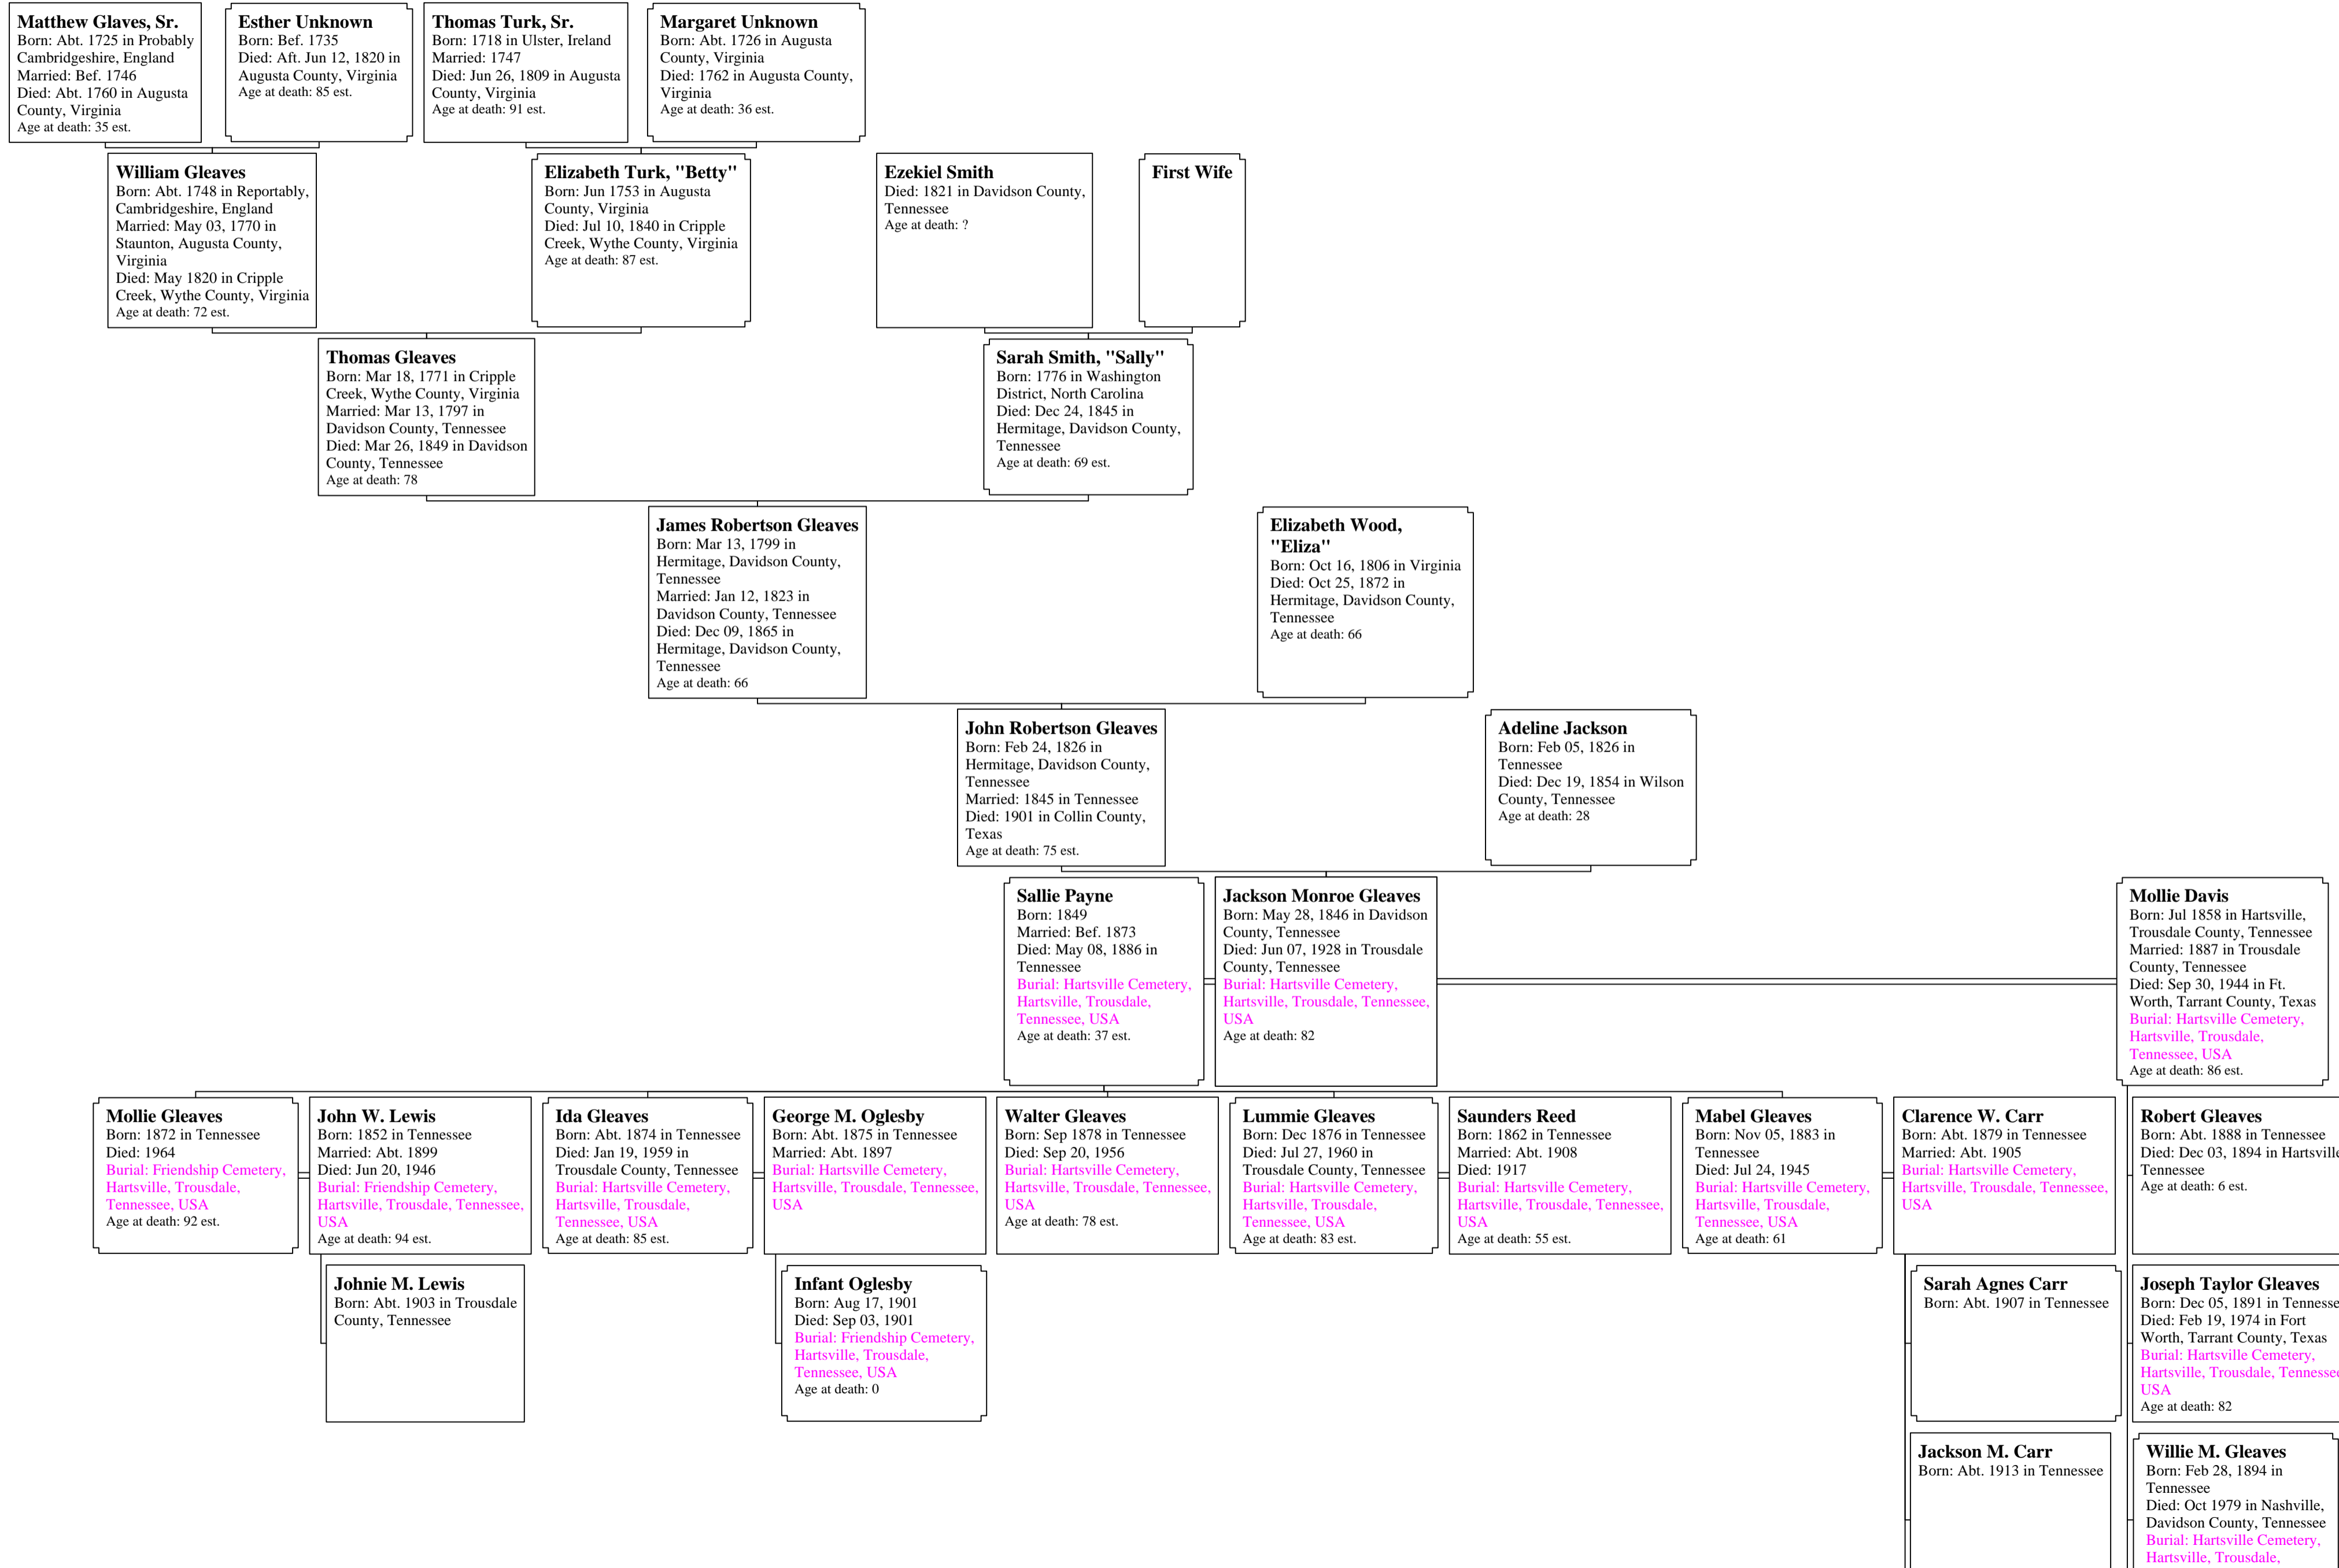 Matthew Glaves, Sr.
Born: Abt. 1725 in Probably
Cambridgeshire, England
Married: Bef. 1746
Died: Abt. 1760 in Augusta
County, Virginia
Age at death: 35 est.
Esther Unknown
Born: Bef. 1735
Died: Aft. Jun 12, 1820 in
Augusta County, Virginia
Age at death: 85 est.
Thomas Turk, Sr.
Born: 1718 in Ulster, Ireland
Married: 1747
Died: Jun 26, 1809 in Augusta
County, Virginia
Age at death: 91 est.
Margaret Unknown
Born: Abt. 1726 in Augusta
County, Virginia
Died: 1762 in Augusta County,
Virginia
Age at death: 36 est.
William Gleaves
Born: Abt. 1748 in Reportably,
Cambridgeshire, England
Married: May 03, 1770 in
Staunton, Augusta County,
Virginia
Died: May 1820 in Cripple
Creek, Wythe County, Virginia
Age at death: 72 est.
Elizabeth Turk, "Betty"
Born: Jun 1753 in Augusta
County, Virginia
Died: Jul 10, 1840 in Cripple
Creek, Wythe County, Virginia
Age at death: 87 est.
Ezekiel Smith
Died: 1821 in Davidson County,
Tennessee
Age at death: ?
First Wife
Thomas Gleaves
Born: Mar 18, 1771 in Cripple
Creek, Wythe County, Virginia
Married: Mar 13, 1797 in
Davidson County, Tennessee
Died: Mar 26, 1849 in Davidson
County, Tennessee
Age at death: 78
Sarah Smith, "Sally"
Born: 1776 in Washington
District, North Carolina
Died: Dec 24, 1845 in
Hermitage, Davidson County,
Tennessee
Age at death: 69 est.
James Robertson Gleaves
Born: Mar 13, 1799 in
Hermitage, Davidson County,
Tennessee
Married: Jan 12, 1823 in
Davidson County, Tennessee
Died: Dec 09, 1865 in
Hermitage, Davidson County,
Tennessee
Age at death: 66
Elizabeth Wood,
"Eliza"
Born: Oct 16, 1806 in Virginia
Died: Oct 25, 1872 in
Hermitage, Davidson County,
Tennessee
Age at death: 66
John Robertson Gleaves
Born: Feb 24, 1826 in
Hermitage, Davidson County,
Tennessee
Married: 1845 in Tennessee
Died: 1901 in Collin County,
Texas
Age at death: 75 est.
Adeline Jackson
Born: Feb 05, 1826 in
Tennessee
Died: Dec 19, 1854 in Wilson
County, Tennessee
Age at death: 28
Sallie Payne
Born: 1849
Married: Bef. 1873
Died: May 08, 1886 in
Tennessee
Burial: Hartsville Cemetery,
Hartsville, Trousdale,
Tennessee, USA
Age at death: 37 est.
Jackson Monroe Gleaves
Born: May 28, 1846 in Davidson
County, Tennessee
Died: Jun 07, 1928 in Trousdale
County, Tennessee
Burial: Hartsville Cemetery,
Hartsville, Trousdale, Tennessee,
USA
Age at death: 82
Mollie Davis
Born: Jul 1858 in Hartsville,
Trousdale County, Tennessee
Married: 1887 in Trousdale
County, Tennessee
Died: Sep 30, 1944 in Ft.
Worth, Tarrant County, Texas
Burial: Hartsville Cemetery,
Hartsville, Trousdale,
Tennessee, USA
Age at death: 86 est.
Mollie Gleaves
Born: 1872 in Tennessee
Died: 1964
Burial: Friendship Cemetery,
Hartsville, Trousdale,
Tennessee, USA
Age at death: 92 est.
John W. Lewis
Born: 1852 in Tennessee
Married: Abt. 1899
Died: Jun 20, 1946
Burial: Friendship Cemetery,
Hartsville, Trousdale, Tennessee,
USA
Age at death: 94 est.
Ida Gleaves
Born: Abt. 1874 in Tennessee
Died: Jan 19, 1959 in
Trousdale County, Tennessee
Burial: Hartsville Cemetery,
Hartsville, Trousdale,
Tennessee, USA
Age at death: 85 est.
George M. Oglesby
Born: Abt. 1875 in Tennessee
Married: Abt. 1897
Burial: Hartsville Cemetery,
Hartsville, Trousdale, Tennessee,
USA
Walter Gleaves
Born: Sep 1878 in Tennessee
Died: Sep 20, 1956
Burial: Hartsville Cemetery,
Hartsville, Trousdale, Tennessee,
USA
Age at death: 78 est.
Lummie Gleaves
Born: Dec 1876 in Tennessee
Died: Jul 27, 1960 in
Trousdale County, Tennessee
Burial: Hartsville Cemetery,
Hartsville, Trousdale,
Tennessee, USA
Age at death: 83 est.
Saunders Reed
Born: 1862 in Tennessee
Married: Abt. 1908
Died: 1917
Burial: Hartsville Cemetery,
Hartsville, Trousdale, Tennessee,
USA
Age at death: 55 est.
Mabel Gleaves
Born: Nov 05, 1883 in
Tennessee
Died: Jul 24, 1945
Burial: Hartsville Cemetery,
Hartsville, Trousdale,
Tennessee, USA
Age at death: 61
Clarence W. Carr
Born: Abt. 1879 in Tennessee
Married: Abt. 1905
Burial: Hartsville Cemetery,
Hartsville, Trousdale, Tennessee,
USA
Robert Gleaves
Born: Abt. 1888 in Tennessee
Died: Dec 03, 1894 in Hartsville
Tennessee
Age at death: 6 est.
Johnie M. Lewis
Born: Abt. 1903 in Trousdale
County, Tennessee
Infant Oglesby
Born: Aug 17, 1901
Died: Sep 03, 1901
Burial: Friendship Cemetery,
Hartsville, Trousdale,
Tennessee, USA
Age at death: 0
Sarah Agnes Carr
Born: Abt. 1907 in Tennessee
Joseph Taylor Gleaves
Born: Dec 05, 1891 in Tennesse
Died: Feb 19, 1974 in Fort
Worth, Tarrant County, Texas
Burial: Hartsville Cemetery,
Hartsville, Trousdale, Tennessee
USA
Age at death: 82
Jackson M. Carr
Born: Abt. 1913 in Tennessee
Willie M. Gleaves
Born: Feb 28, 1894 in
Tennessee
Died: Oct 1979 in Nashville,
Davidson County, Tennessee
Burial: Hartsville Cemetery,
Hartsville, Trousdale,